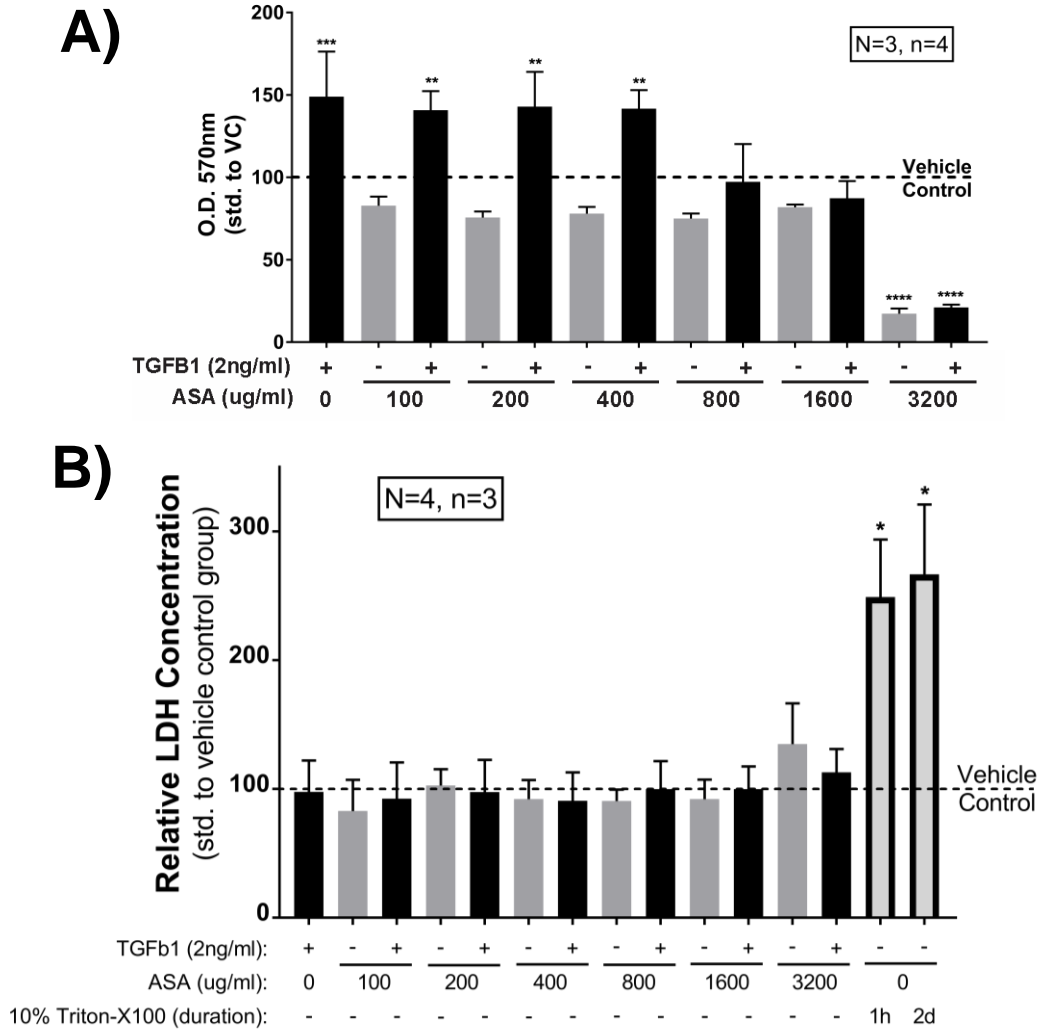 A)
O.D. 570nm
(std. to VC)
200
150
100
50
0
N=3, n=4
*** ** ** ** **** ****
Vehicle
Control
TGFB1 (2ng/ml) + - + - + - + - + - + - +
ASA (ug/ml) 0 100 200 400 800 1600 3200
B)
Relative LDH Concentration
(std. to vehicle control group)
300
200
100
0
N=4, n=3
* *
Vehicle
Control
TGFb1 (2ng/ml): + - + - + - + - + - + - + - -
ASA (ug/ml): 0 100 200 400 800 1600 3200 0
10% Triton-X100 (duration): - - - - - - - - - - - - - 1h 2d